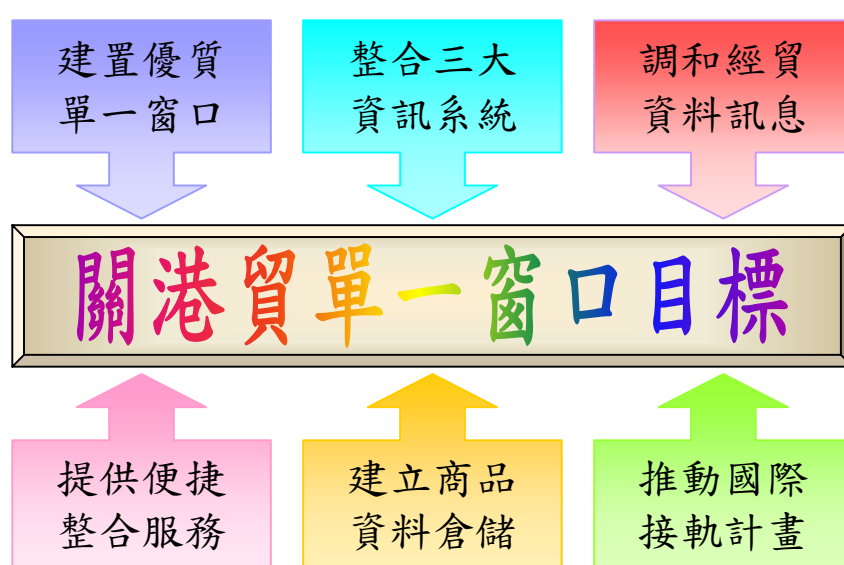 建置優質
單一窗口
整合三大
資訊系統
調和經貿
資料訊息
關港貿單一窗口目標
提供便捷
整合服務
建立商品
資料倉儲
推動國際
接軌計畫